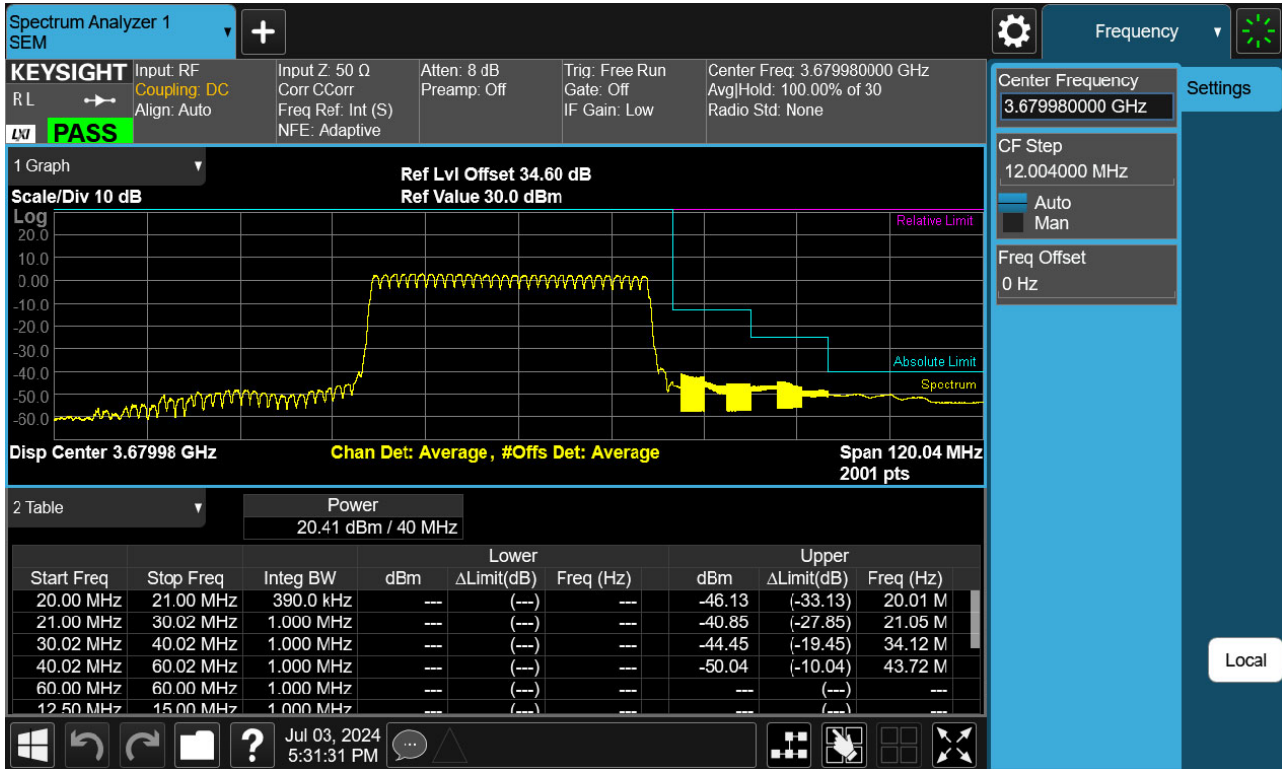 Spectrum Analyzer 1
SEM
Frequency
KEYSIGHT
R L
LXI
PASS
Input: RF
Coupling: DC
Align: Auto
Input Z: 50 Ω
Corr CCorr
Freq Ref: Int (S)
NFE: Adaptive
Atten: 8 dB
Preamp: Off
Trig: Free Run
Gate: Off
IF Gain: Low
Center Freq: 3.679980000 GHz
Avg|Hold: 100.00% of 30
Radio Std: None
Center Frequency
3.679980000 GHz
Settings
CF Step
12.004000 MHz
Auto
Man
Freq Offset
0 Hz
1 Graph
Ref Lvl Offset 34.60 dB
Scale/Div 10 dB
Ref Value 30.0 dBm
Log
Relative Limit
20.0
10.0
0.00
-10.0
-20.0
-30.0
Absolute Limit
-40.0
Spectrum
-50.0
-60.0
Disp Center 3.67998 GHz
Chan Det: Average , #Offs Det: Average
Span 120.04 MHz
2001 pts
2 Table
Power
20.41 dBm / 40 MHz
Lower Upper
Start Freq Stop Freq Integ BW dBm ΔLimit(dB) Freq (Hz) dBm ΔLimit(dB) Freq (Hz)
20.00 MHz 21.00 MHz 390.0 kHz --- (---) --- -46.13 (-33.13) 20.01 M
21.00 MHz 30.02 MHz 1.000 MHz --- (---) --- -40.85 (-27.85) 21.05 M
30.02 MHz 40.02 MHz 1.000 MHz --- (---) --- -44.45 (-19.45) 34.12 M
40.02 MHz 60.02 MHz 1.000 MHz --- (---) --- -50.04 (-10.04) 43.72 M
60.00 MHz 60.00 MHz 1.000 MHz --- (---) --- --- (---) ---
12.50 MHz 15.00 MHz 1.000 MHz --- (---) --- --- (---) ---
Local
?
Jul 03, 2024
5:31:31 PM